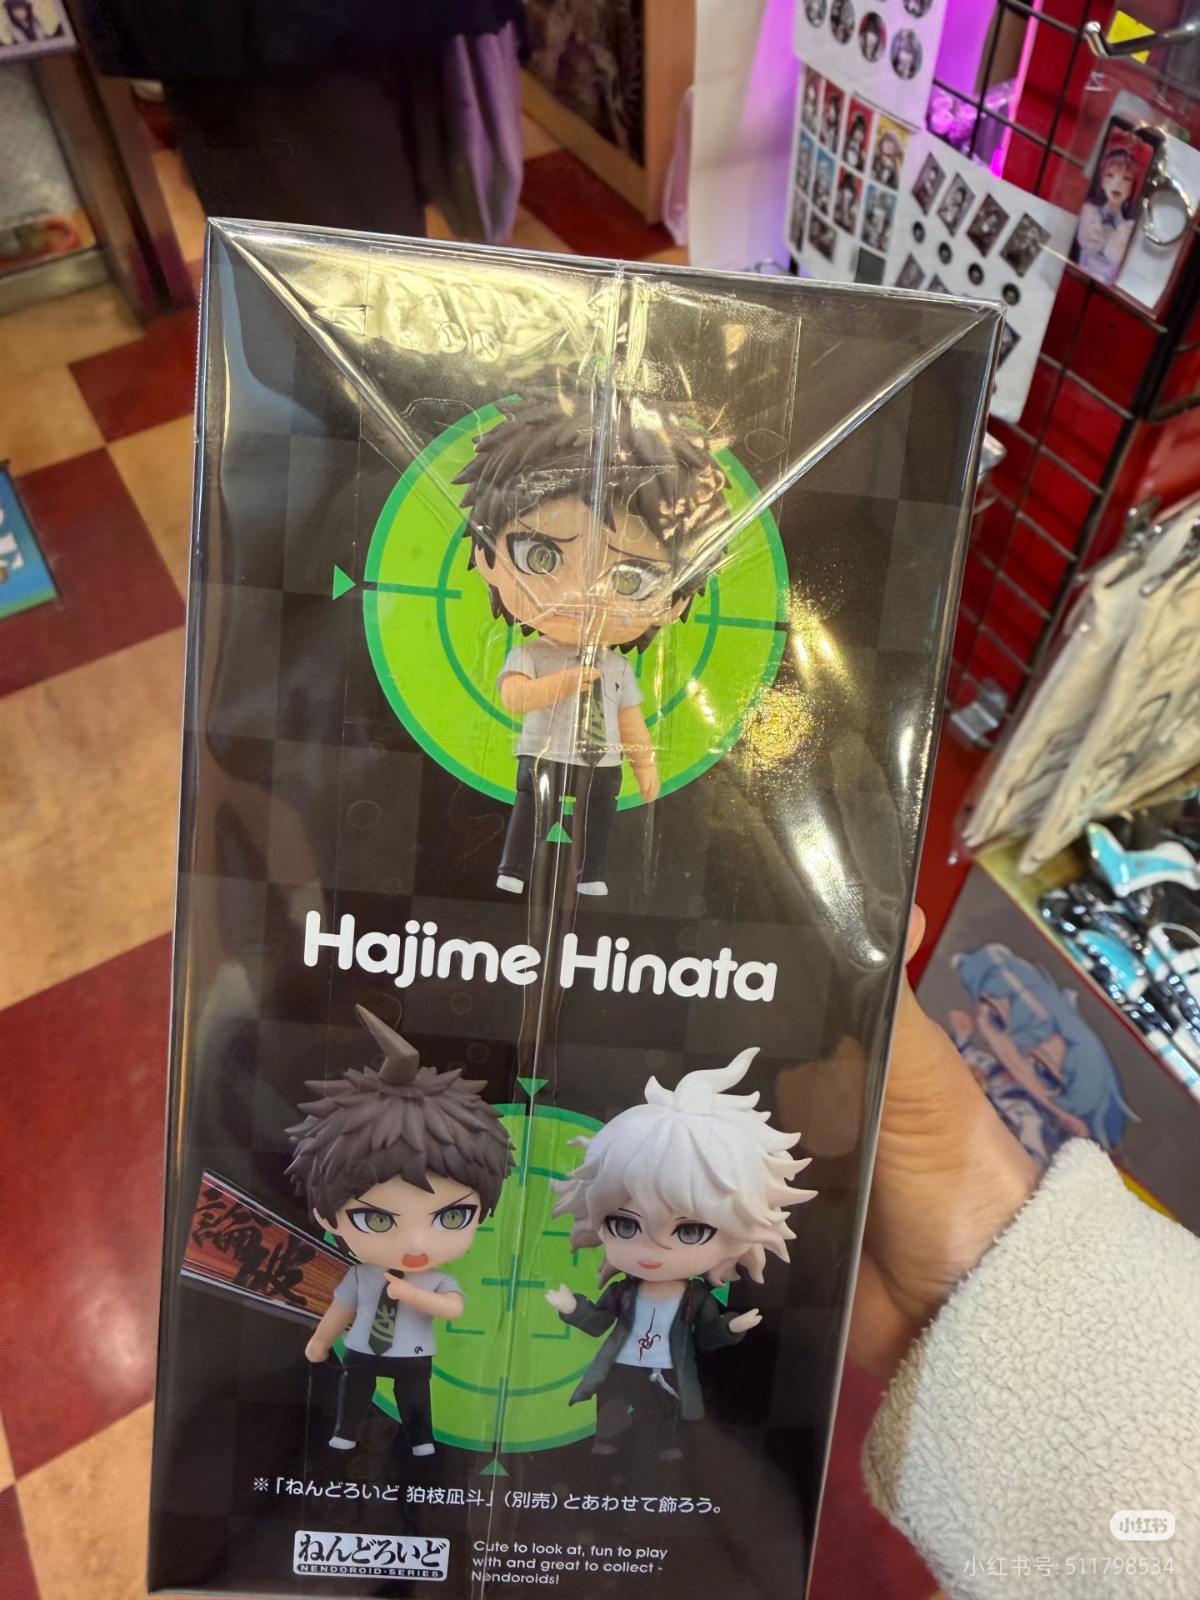 Hajime Hinata
論破
※「ねんどろいど 狛枝凪斗」(別売)とあわせて飾ろう。
ねんどろいど
NENDOROID・SERIES
Cute to look at, fun to play
with and great to collect -
Nendoroids!
小红书
小红书号: 511798534